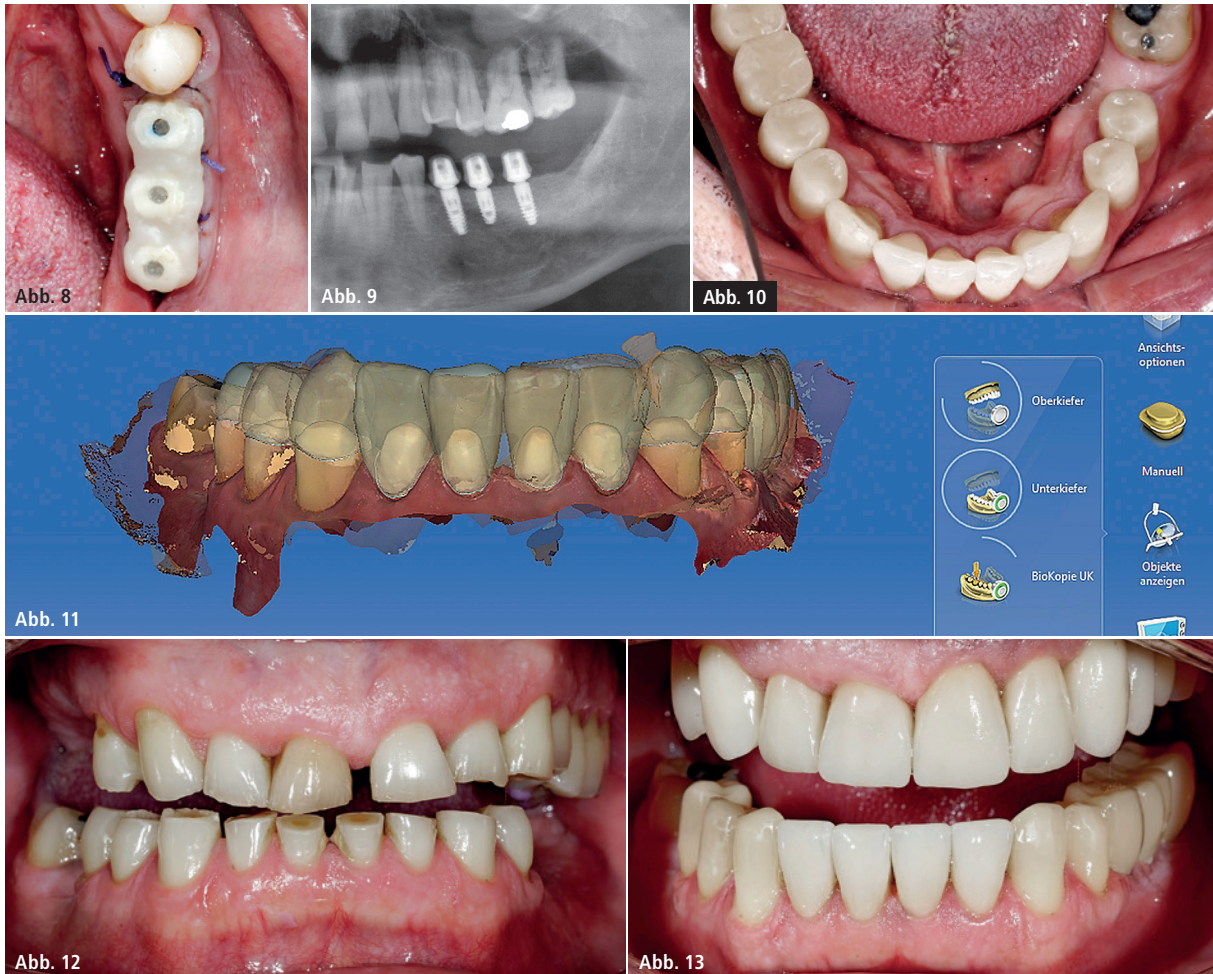 Abb. 8
Abb. 9
Abb. 10
Ansichts-
optionen
Oberkiefer
Manuell
Unterkiefer
Objekte
anzeigen
BioKopie UK
Abb. 11
Abb. 12
Abb. 13